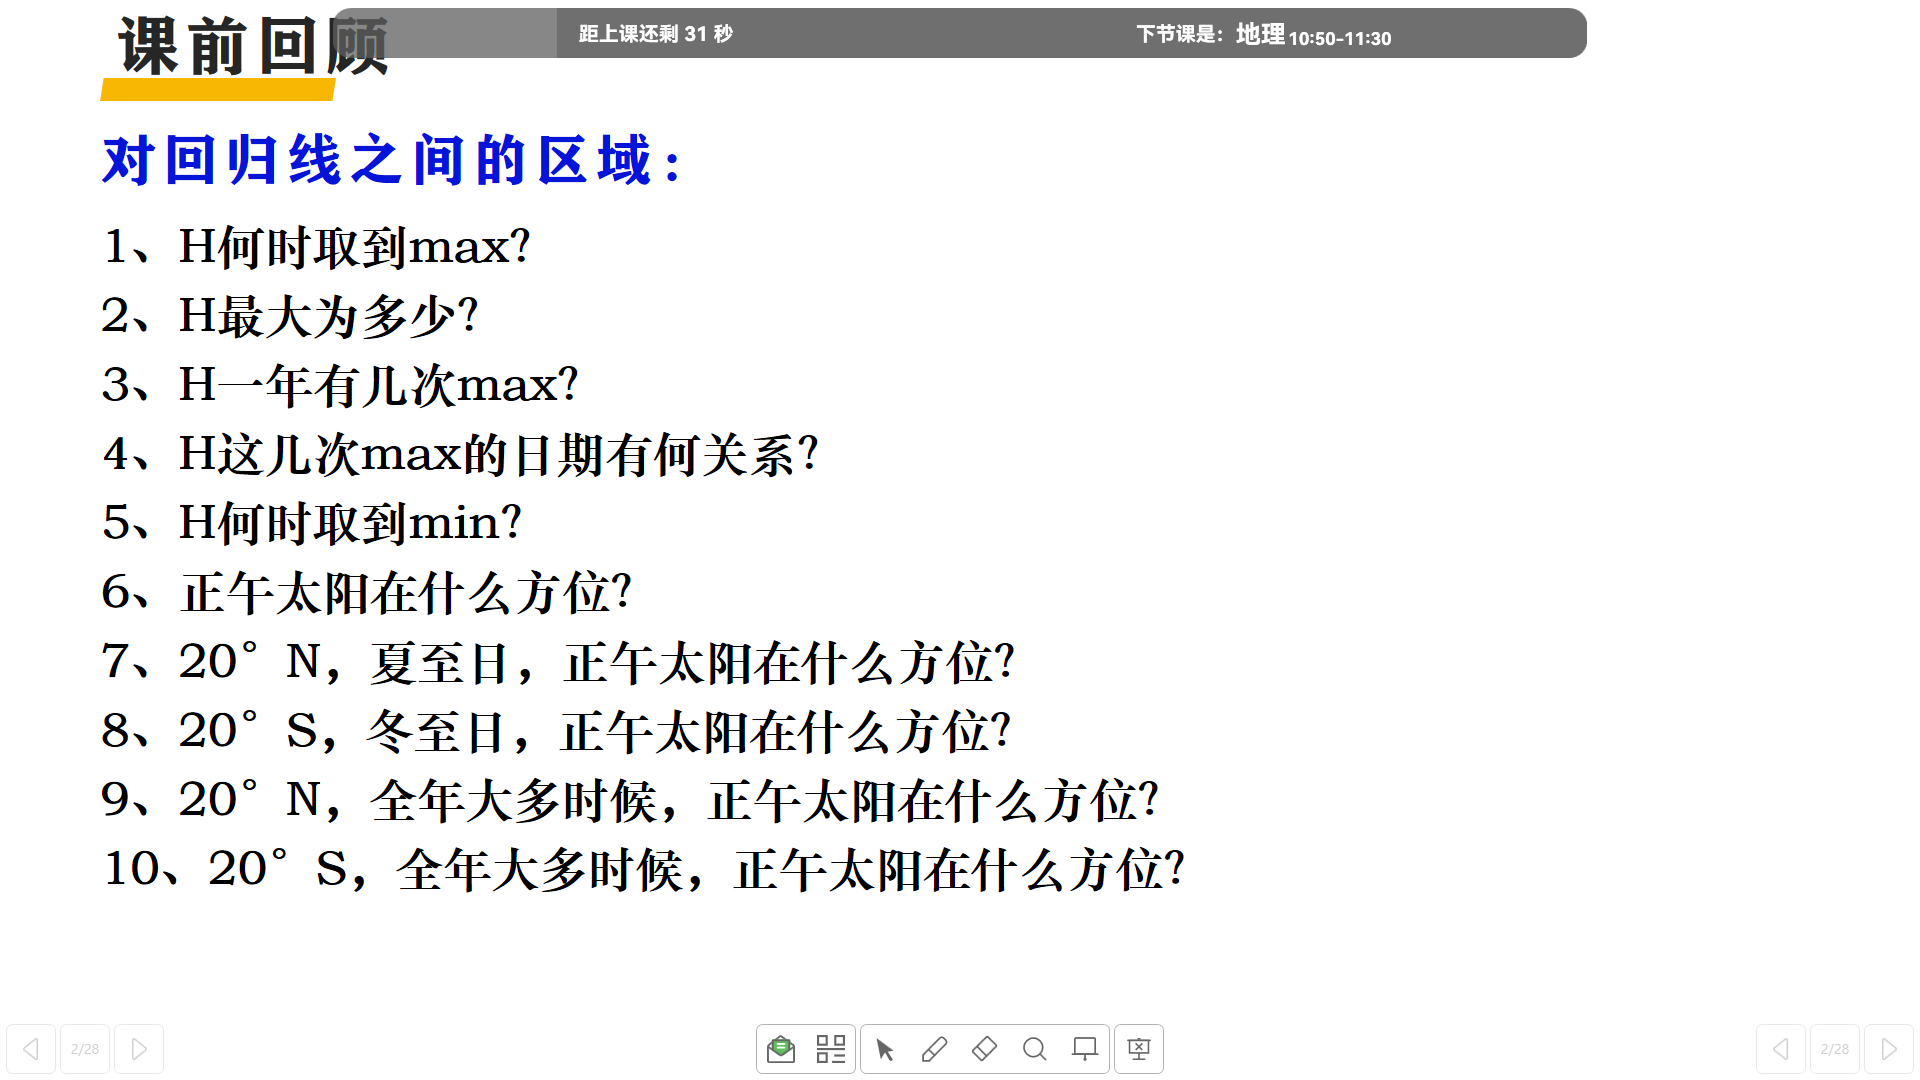 课前回顾
距上课还剩 31 秒
下节课是：地理 10:50-11:30
对回归线之间的区域：
1、H何时取到max？
2、H最大为多少？
3、H一年有几次max？
4、H这几次max的日期有何关系？
5、H何时取到min？
6、正午太阳在什么方位？
7、20°N，夏至日，正午太阳在什么方位？
8、20°S，冬至日，正午太阳在什么方位？
9、20°N，全年大多时候，正午太阳在什么方位？
10、20°S，全年大多时候，正午太阳在什么方位？
2/28
2/28